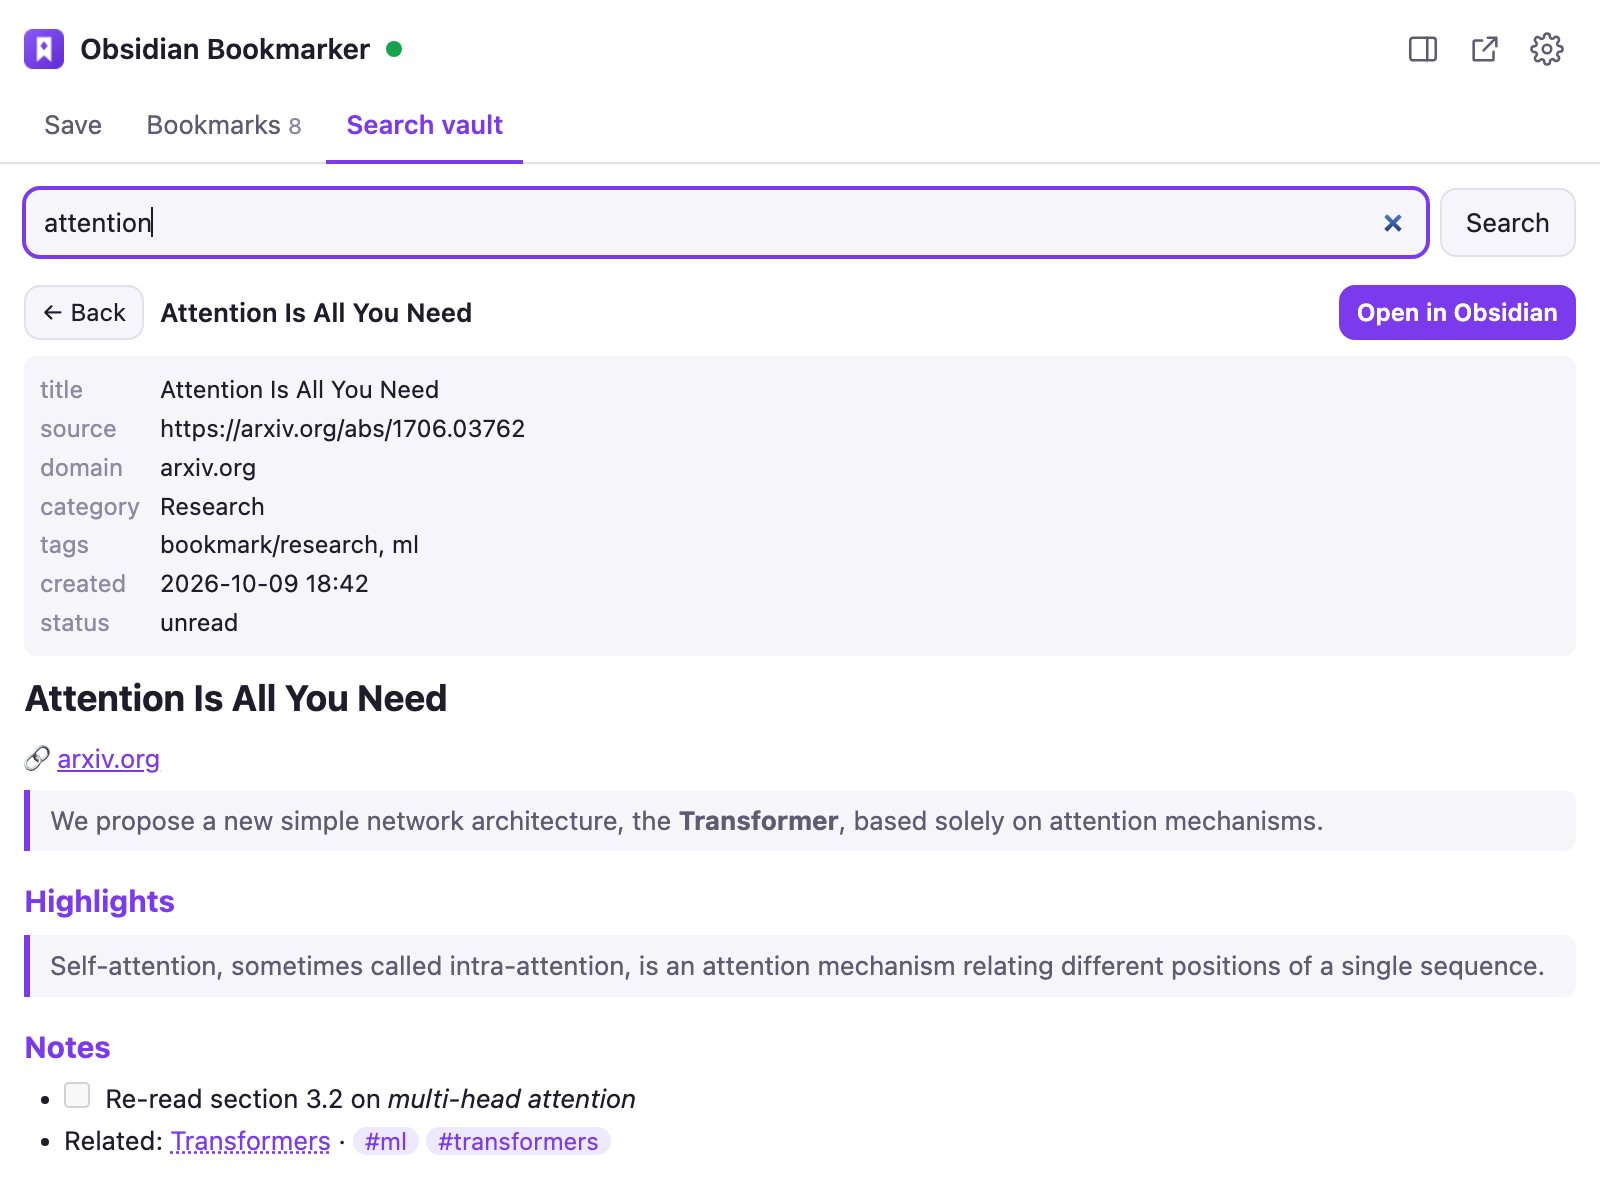 Obsidian Bookmarker
Save Bookmarks 8 Search vault
attention Search
← Back Attention Is All You Need Open in Obsidian
title Attention Is All You Need
source https://arxiv.org/abs/1706.03762
domain arxiv.org
category Research
tags bookmark/research, ml
created 2026-10-09 18:42
status unread
Attention Is All You Need
🔗 arxiv.org
We propose a new simple network architecture, the Transformer, based solely on attention mechanisms.
Highlights
Self-attention, sometimes called intra-attention, is an attention mechanism relating different positions of a single sequence.
Notes
• Re-read section 3.2 on multi-head attention
• Related: Transformers · #ml #transformers